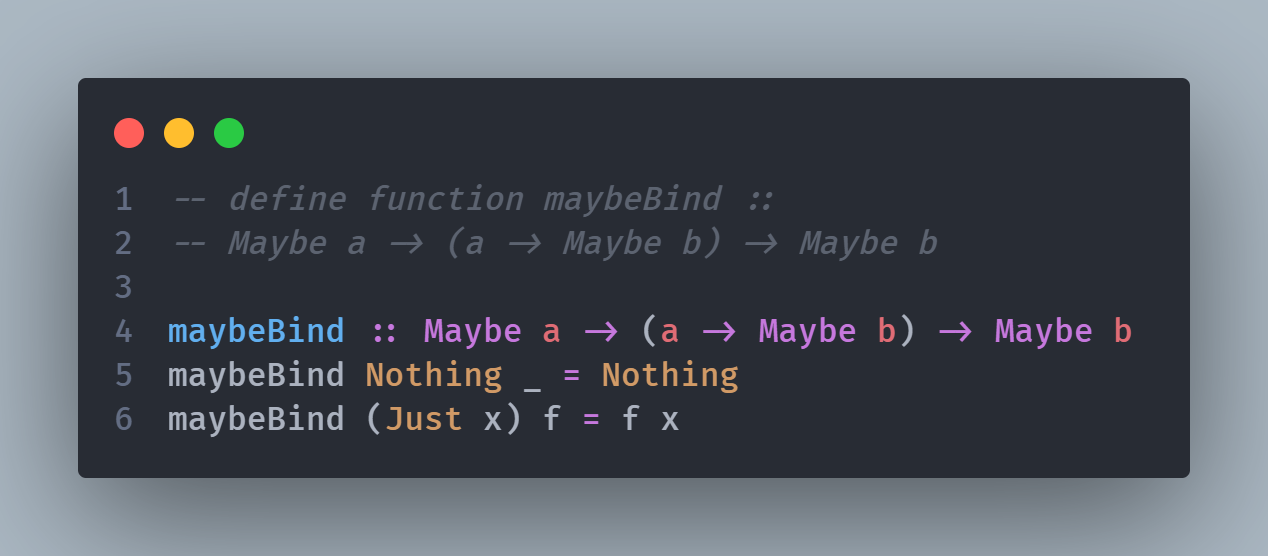 1 -- define function maybeBind ::
2 -- Maybe a -> (a -> Maybe b) -> Maybe b
3
4 maybeBind :: Maybe a -> (a -> Maybe b) -> Maybe b
5 maybeBind Nothing _ = Nothing
6 maybeBind (Just x) f = f x